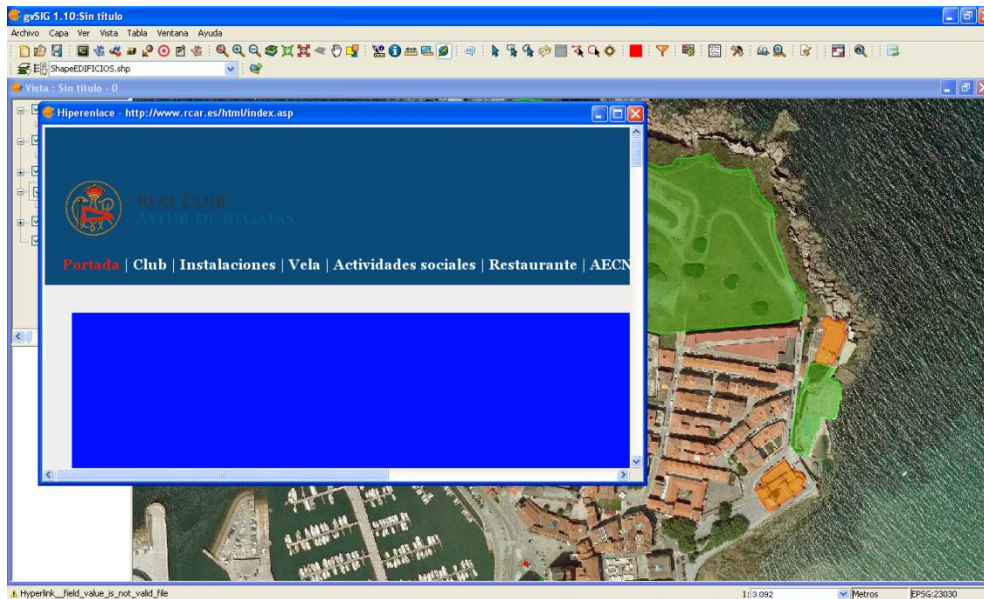 gvSIG 1.10:Sin título
Archivo Capa Ver Vista Tabla Ventana Ayuda
ShapeEDIFICIOS.shp
Vista : Sin título - 0
Hiperenlace - http://www.rcar.es/html/index.asp
REAL CLUB
ASTUR DE REGATAS
Portada | Club | Instalaciones | Vela | Actividades sociales | Restaurante | AECN
Hyperlink__field_value_is_not_valid_file
1: 3.092
Metros
EPSG:23030